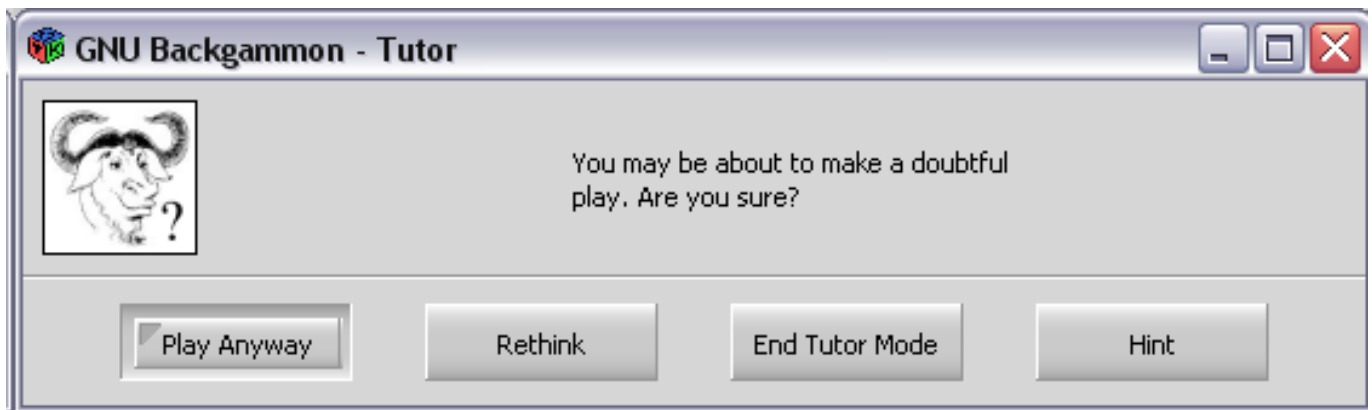 GNU Backgammon - Tutor
You may be about to make a doubtful
play. Are you sure?
?
Play Anyway
Rethink
End Tutor Mode
Hint